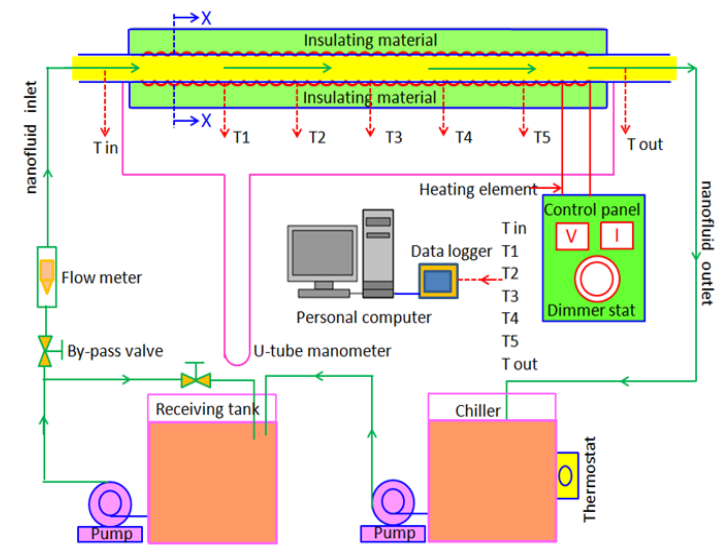 X
Insulating material
Insulating material
X
T in
T1
T2
T3
T4
T5
T out
nanofluid inlet
Heating element
Control panel
V
I
Dimmer stat
nanofluid outlet
T in
T1
T2
T3
T4
T5
T out
Data logger
Personal computer
Flow meter
By-pass valve
U-tube manometer
Receiving tank
Chiller
Thermostat
Pump
Pump